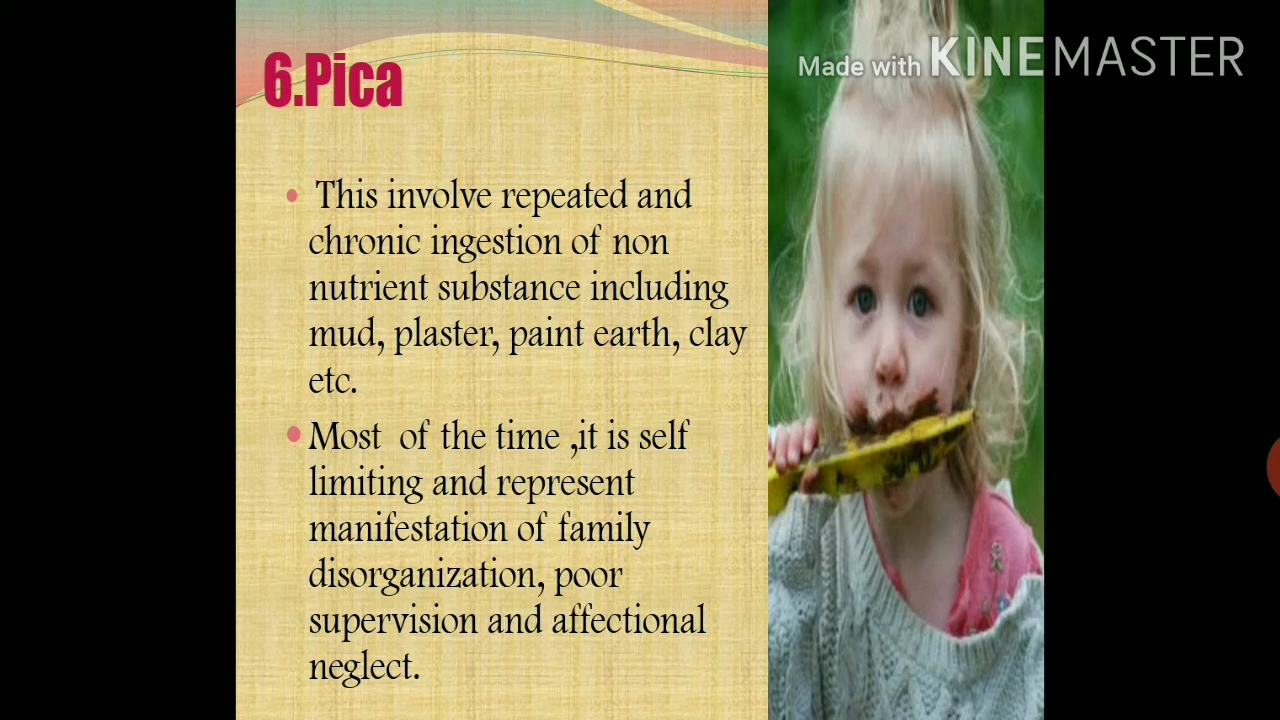 Made with KINEMASTER
6.Pica
• This involve repeated and
chronic ingestion of non
nutrient substance including
mud, plaster, paint earth, clay
etc.
• Most of the time ,it is self
limiting and represent
manifestation of family
disorganization, poor
supervision and affectional
neglect.